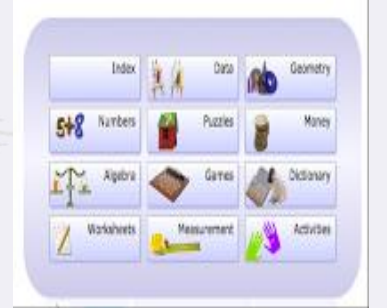 Index Data Geometry
5+8 Numbers Puzzles Money
Algebra Games Dictionary
Worksheets Measurement Activities